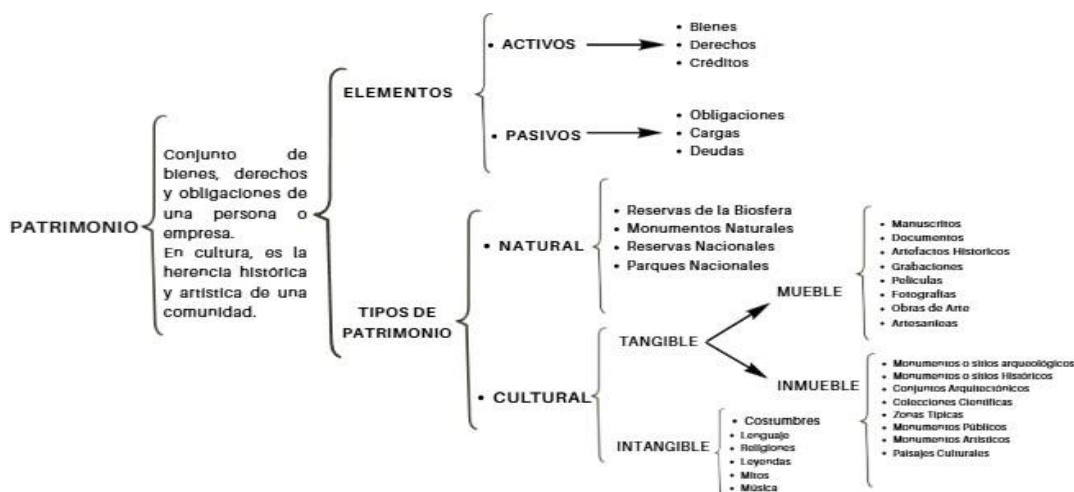 PATRIMONIO
Conjunto de
bienes, derechos
y obligaciones de
una persona o
empresa.
En cultura, es la
herencia histórica
y artística de una
comunidad.
ELEMENTOS
• ACTIVOS
• Bienes
• Derechos
• Créditos
• PASIVOS
• Obligaciones
• Cargas
• Deudas
TIPOS DE
PATRIMONIO
• NATURAL
• Reservas de la Biosfera
• Monumentos Naturales
• Reservas Nacionales
• Parques Nacionales
• CULTURAL
TANGIBLE
MUEBLE
• Manuscritos
• Documentos
• Artefactos Historicos
• Grabaciones
• Películas
• Fotografías
• Obras de Arte
• Artesanieas
INMUEBLE
• Monumentos o sitios arqueológicos
• Monumentos o sitios Históricos
• Conjuntos Arquitectónicos
• Colecciones Científicas
• Zonas Típicas
• Monumentos Públicos
• Monumentos Artísticos
• Paisajes Culturales
INTANGIBLE
• Costumbres
• Lenguaje
• Religiones
• Leyendas
• Mitos
• Música